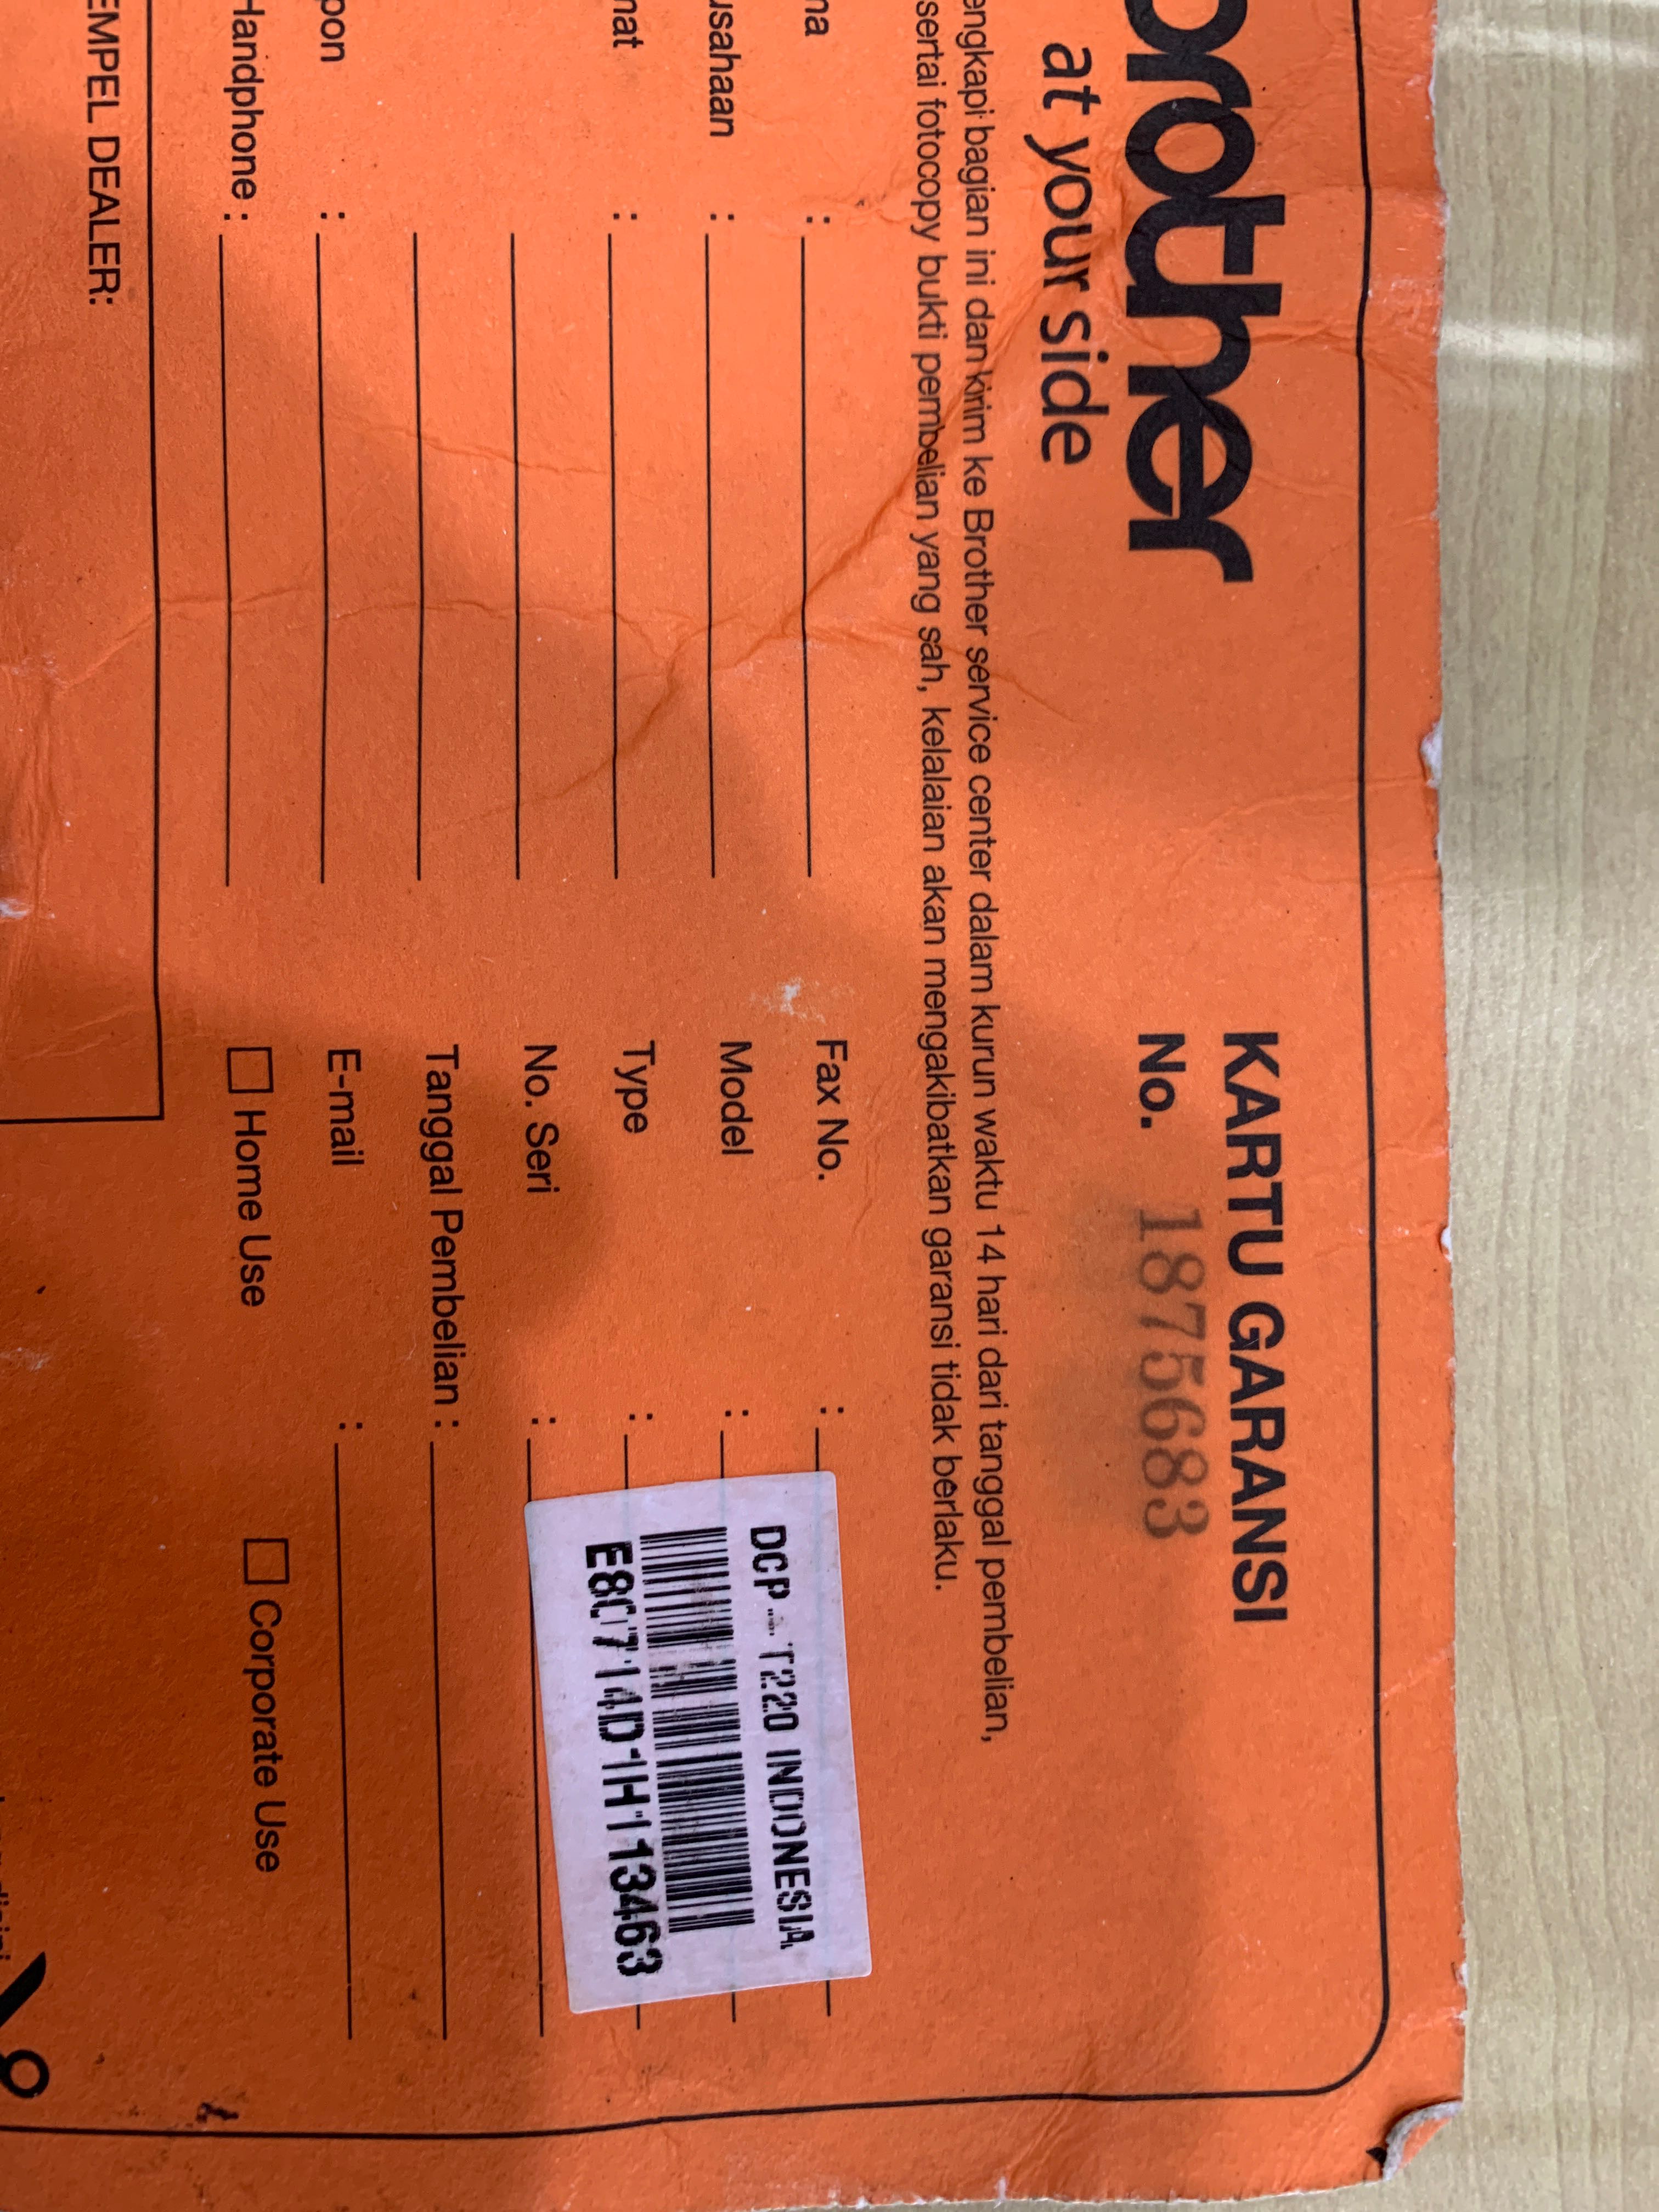 brother
at your side
KARTU GARANSI
No. 18756683
engkapi bagian ini dan kirim ke Brother service center dalam kurun waktu 14 hari dari tanggal pembelian,
sertai fotocopy bukti pembelian yang sah, kelalaian akan mengakibatkan garansi tidak berlaku.
na :
usahaan :
nat :
pon :
Handphone :
Fax No. :
Model :
Type :
No. Seri :
Tanggal Pembelian :
E-mail :
Home Use
Corporate Use
DCP T220 INDONESIA
EMPEL DEALER: